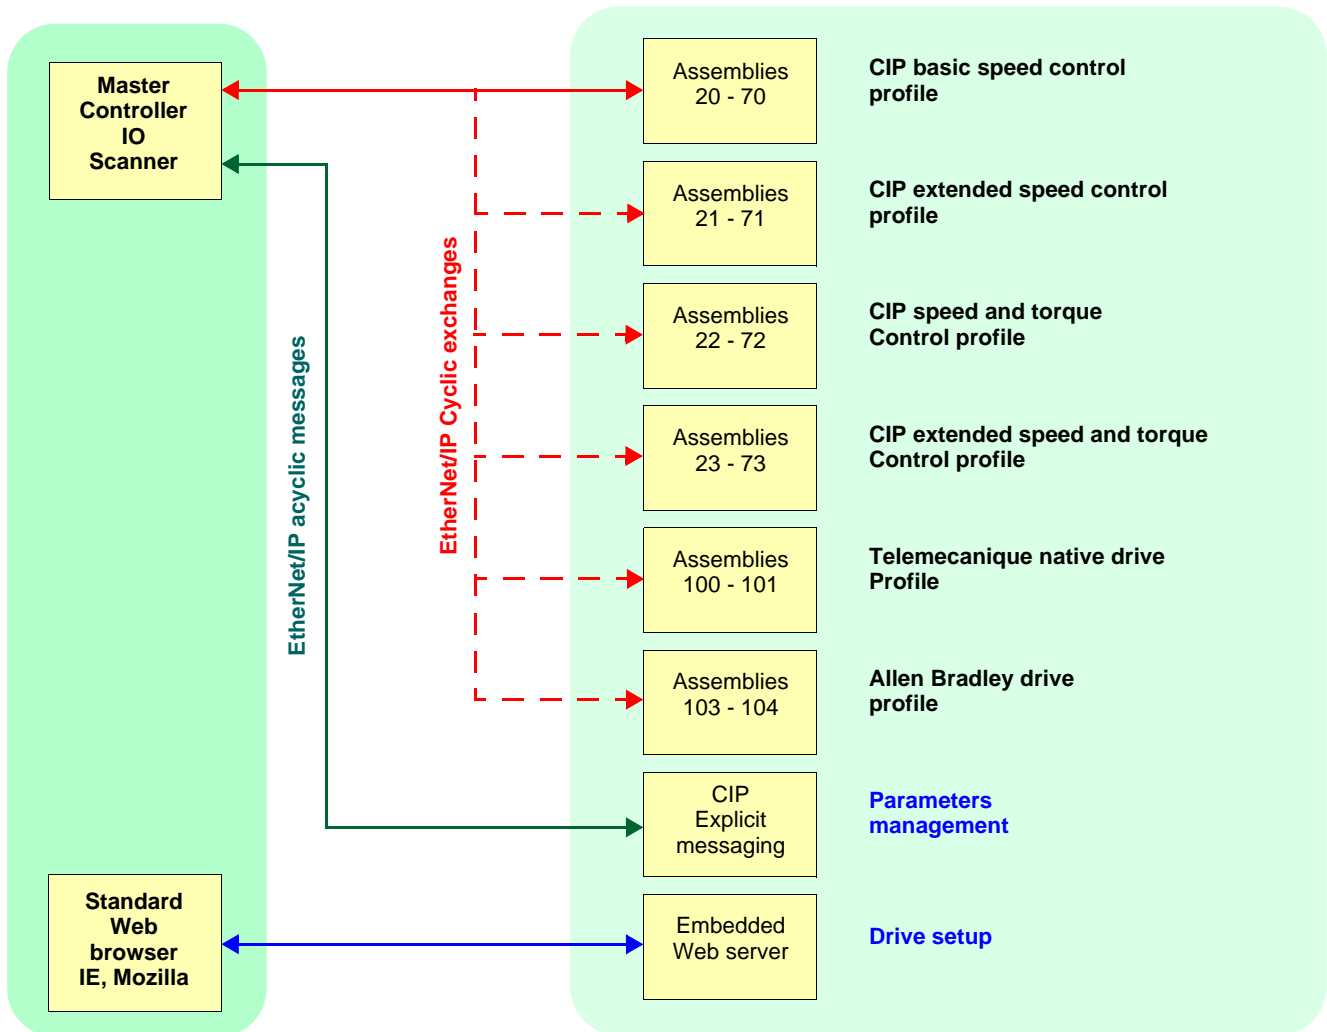 Master
Controller
IO
Scanner
EtherNet/IP acyclic messages
EtherNet/IP Cyclic exchanges
Assemblies
20 - 70
CIP basic speed control
profile
Assemblies
21 - 71
CIP extended speed control
profile
Assemblies
22 - 72
CIP speed and torque
Control profile
Assemblies
23 - 73
CIP extended speed and torque
Control profile
Assemblies
100 - 101
Telemecanique native drive
Profile
Assemblies
103 - 104
Allen Bradley drive
profile
CIP
Explicit
messaging
Parameters
management
Standard
Web
browser
IE, Mozilla
Embedded
Web server
Drive setup